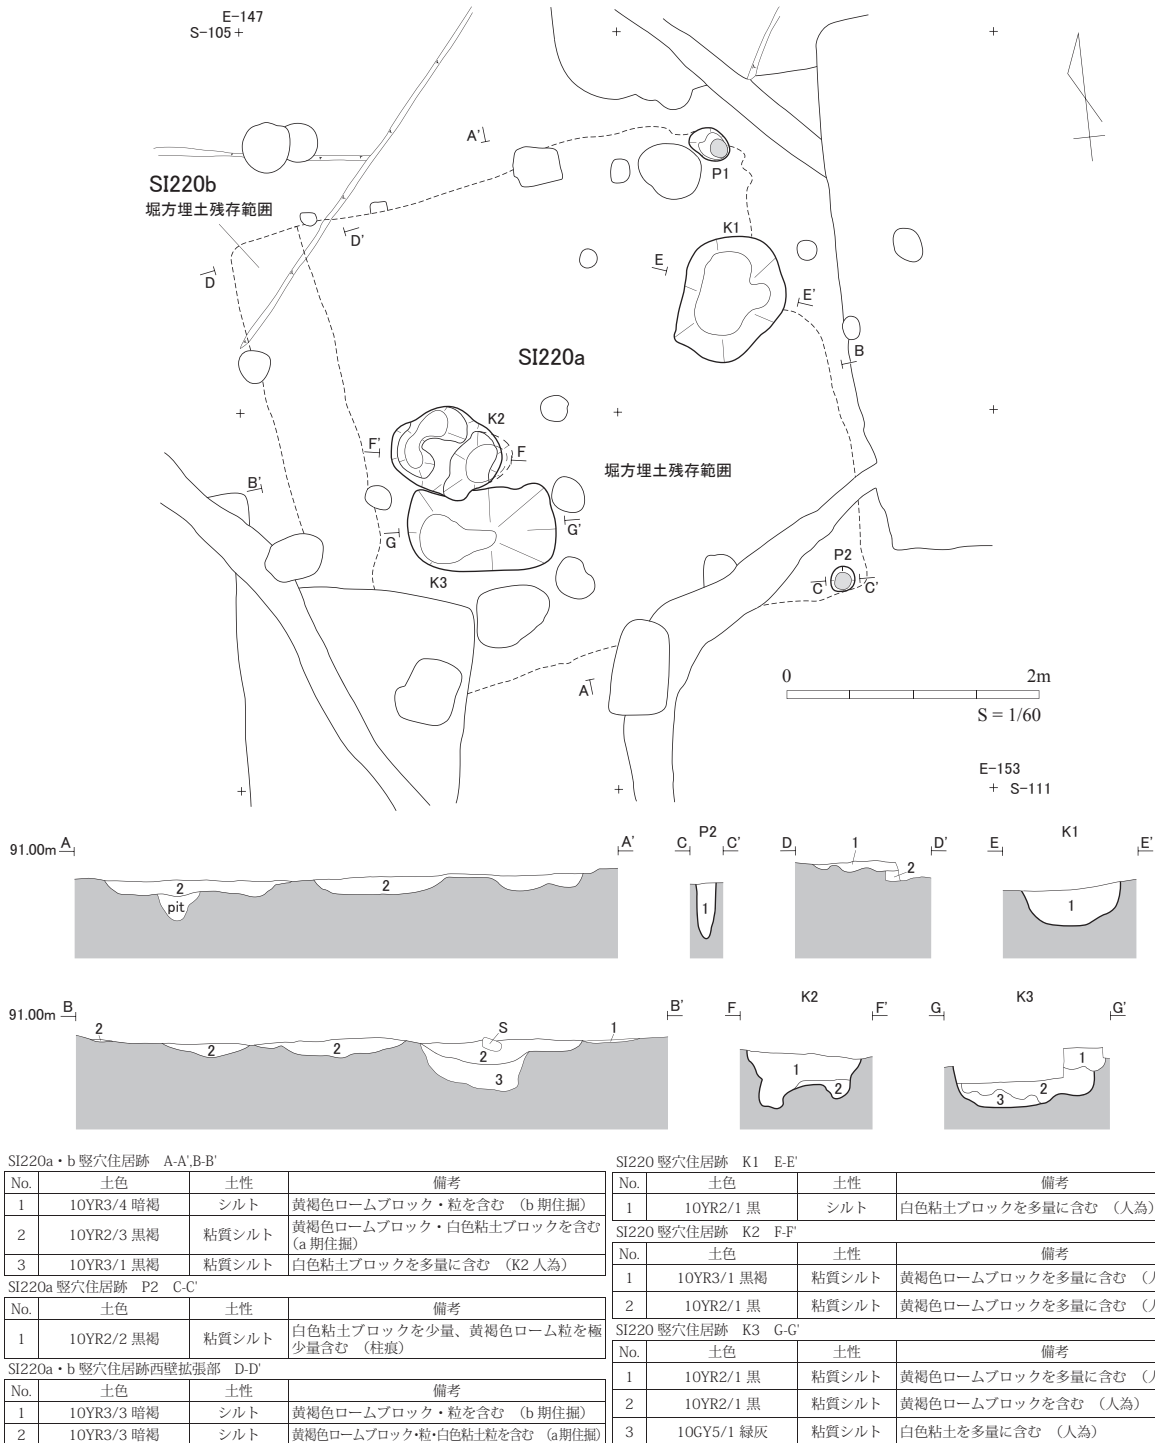 E-147
S-105
A'
P1
SI220b
堀方埋土残存範囲
K1
D'
E
D
E'
SI220a
B
K2
F'
F
堀方埋土残存範囲
B'
G'
G
P2
K3
C
C'
A
0 2m
S = 1/60
E-153
S-111
91.00m A A'
P2
C C'
D D'
K1
E E'
2 2
pit
1
1 2
1
91.00m B B'
2 2 2 S 2 3 1
K2
F F'
1 2
K3
G G'
1 2 3
SI220a・b 竪穴住居跡 A-A',B-B'
No. 土色 土性 備考
1 10YR3/4 暗褐 シルト 黄褐色ロームブロック・粒を含む (b 期住掘)
2 10YR2/3 黒褐 粘質シルト 黄褐色ロームブロック・白色粘土ブロックを含む
(a 期住掘)
3 10YR3/1 黒褐 粘質シルト 白色粘土ブロックを多量に含む (K2 人為)
SI220a 竪穴住居跡 P2 C-C'
No. 土色 土性 備考
1 10YR2/2 黒褐 粘質シルト 白色粘土ブロックを少量、黄褐色ローム粒を極
少量含む (柱痕)
SI220a・b 竪穴住居跡西壁拡張部 D-D'
No. 土色 土性 備考
1 10YR3/3 暗褐 シルト 黄褐色ロームブロック・粒を含む (b 期住掘)
2 10YR3/3 暗褐 シルト 黄褐色ロームブロック・粒・白色粘土粒を含む (a期住掘)
SI220 竪穴住居跡 K1 E-E'
No. 土色 土性 備考
1 10YR2/1 黒 シルト 白色粘土ブロックを多量に含む (人為)
SI220 竪穴住居跡 K2 F-F'
No. 土色 土性 備考
1 10YR3/1 黒褐 粘質シルト 黄褐色ロームブロックを多量に含む (
2 10YR2/1 黒 粘質シルト 黄褐色ロームブロックを多量に含む (
SI220 竪穴住居跡 K3 G-G'
No. 土色 土性 備考
1 10YR2/1 黒 粘質シルト 黄褐色ロームブロックを多量に含む (
2 10YR2/1 黒 粘質シルト 黄褐色ロームブロックを含む (人為)
3 10GY5/1 緑灰 粘質シルト 白色粘土を多量に含む (人為)